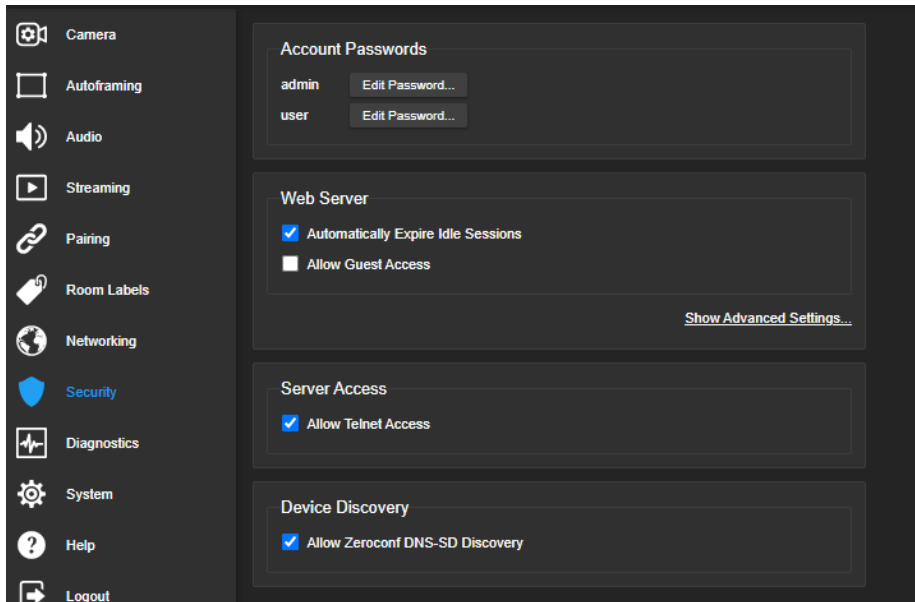 Camera
Autoframing
Audio
Streaming
Pairing
Room Labels
Networking
Security
Diagnostics
System
Help
Logout
Account Passwords
admin Edit Password...
user Edit Password...
Web Server
Automatically Expire Idle Sessions
Allow Guest Access
Show Advanced Settings...
Server Access
Allow Telnet Access
Device Discovery
Allow Zeroconf DNS-SD Discovery